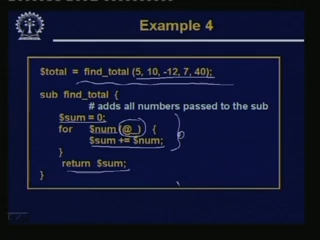 Example 4
$total = find_total (5, 10, -12, 7, 40);
sub find_total {
# adds all numbers passed to the sub
$sum = 0;
for $num (@_) {
$sum += $num;
}
return $sum;
}